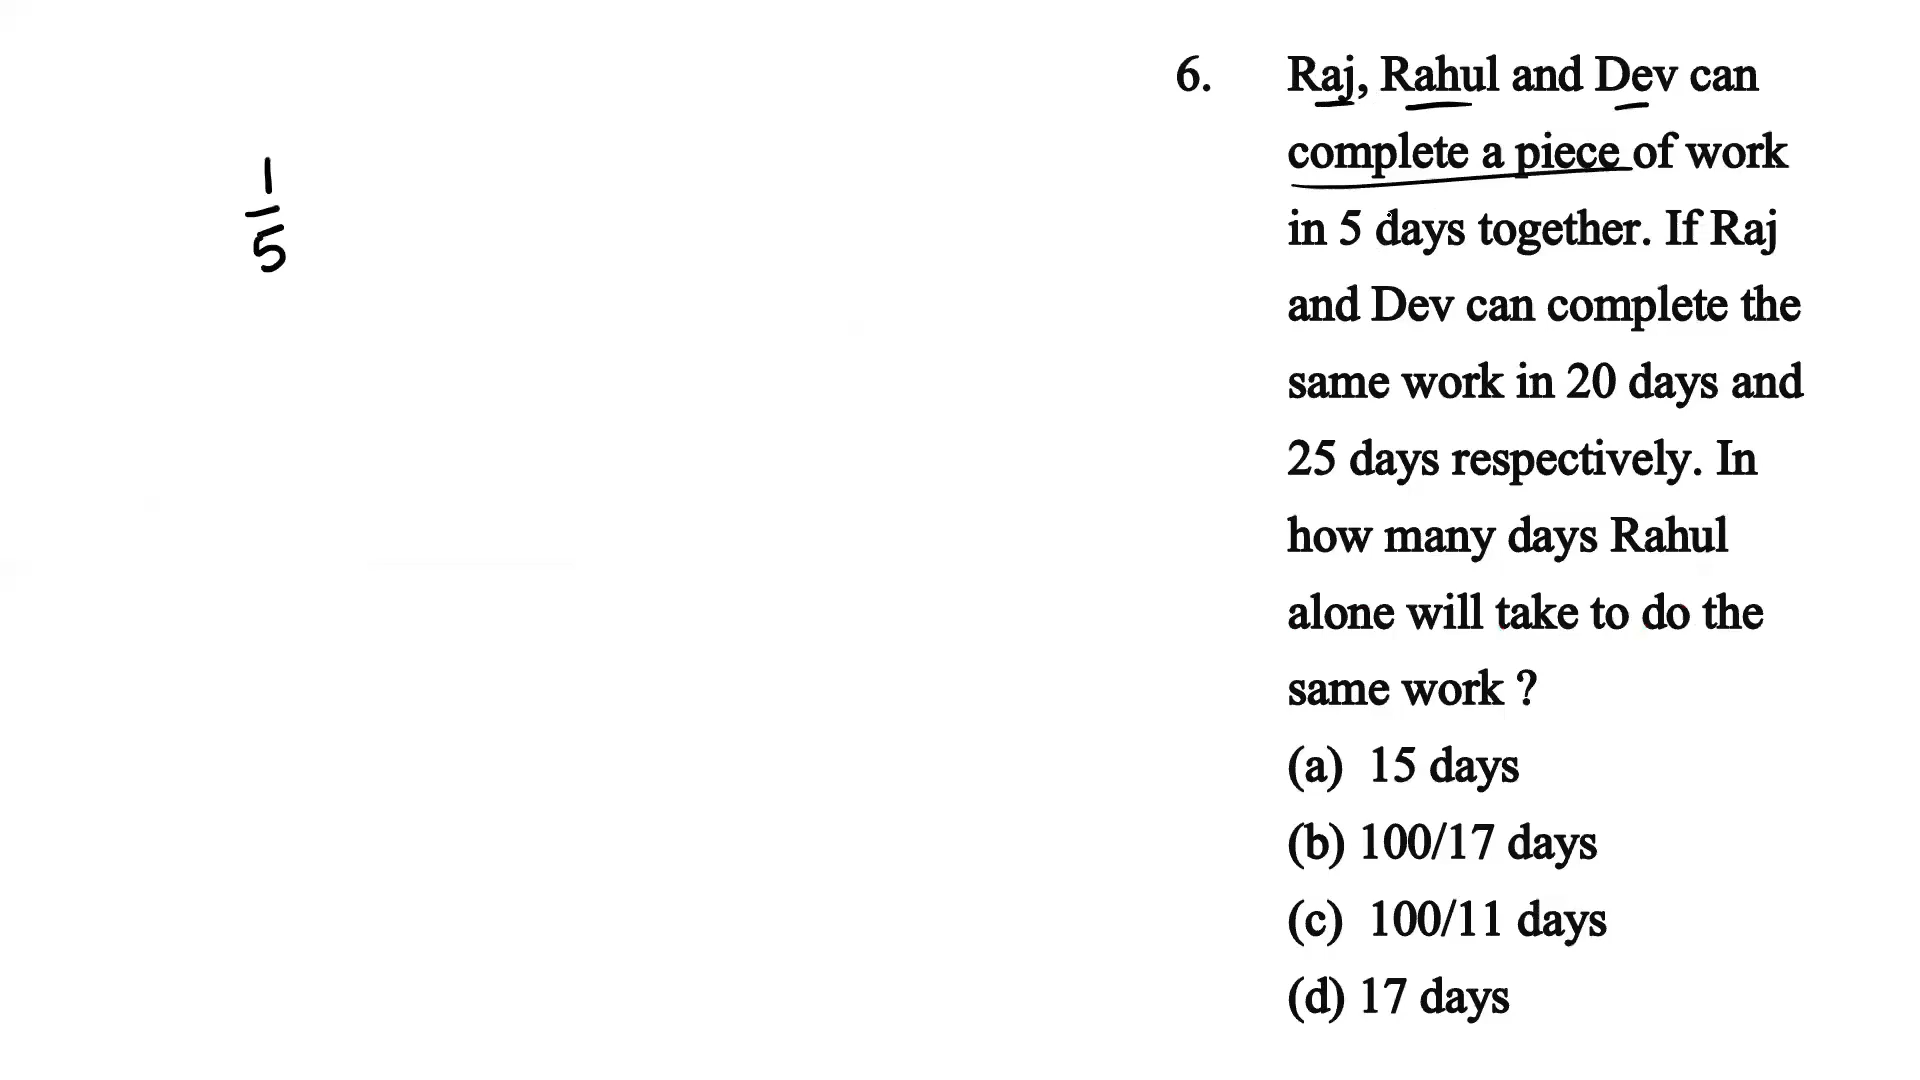 1
5
6. Raj, Rahul and Dev can
complete a piece of work
in 5 days together. If Raj
and Dev can complete the
same work in 20 days and
25 days respectively. In
how many days Rahul
alone will take to do the
same work ?
(a) 15 days
(b) 100/17 days
(c) 100/11 days
(d) 17 days